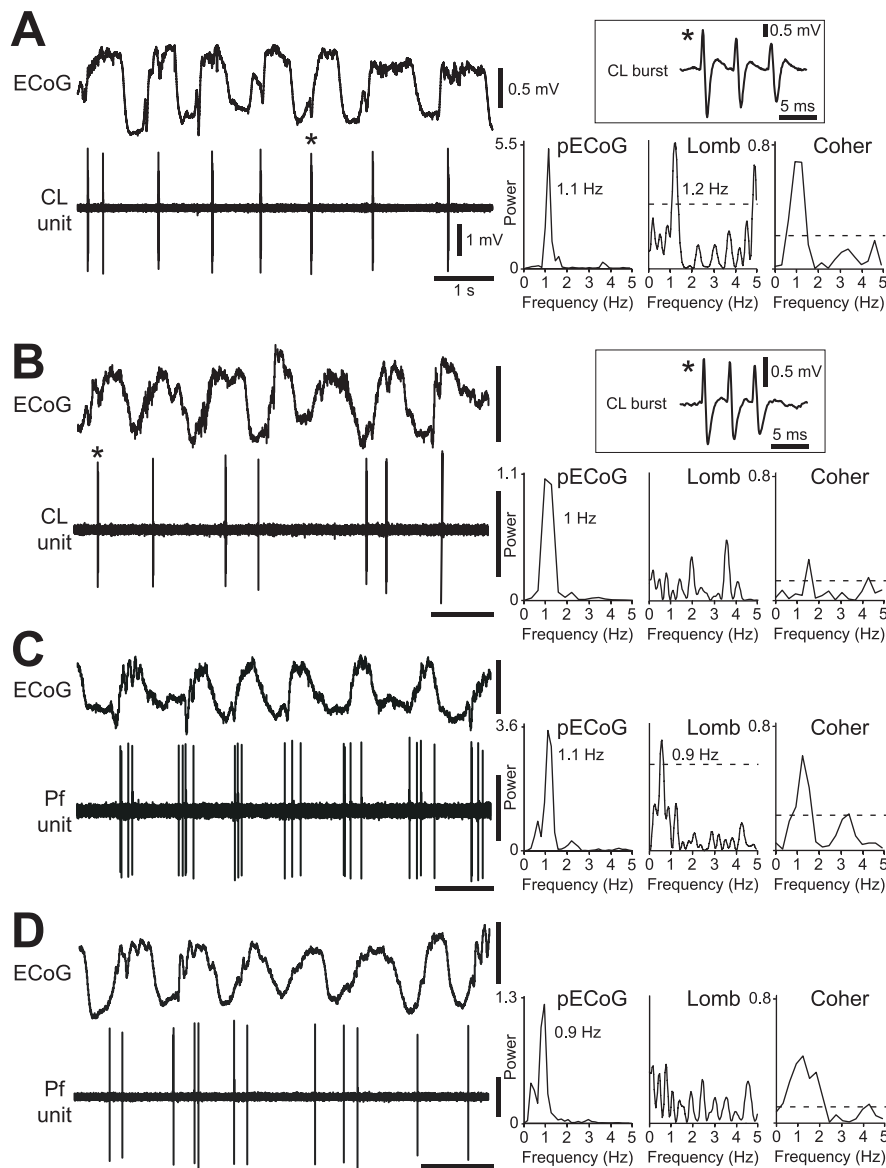 A
ECoG
0.5 mV
*
CL burst
0.5 mV
5 ms
*
CL
unit
1 mV
1 s
5.5
pECoG
Lomb
0.8
Coher
Power
1.1 Hz
1.2 Hz
0
0 1 2 3 4 5
0 1 2 3 4 5
0 1 2 3 4 5
Frequency (Hz)
Frequency (Hz)
Frequency (Hz)
B
ECoG
*
CL burst
0.5 mV
5 ms
*
CL
unit
1.1
pECoG
Lomb
0.8
Coher
Power
1 Hz
0
0 1 2 3 4 5
0 1 2 3 4 5
0 1 2 3 4 5
Frequency (Hz)
Frequency (Hz)
Frequency (Hz)
C
ECoG
Pf
unit
3.6
pECoG
Lomb
0.8
Coher
Power
1.1 Hz
0.9 Hz
0
0 1 2 3 4 5
0 1 2 3 4 5
0 1 2 3 4 5
Frequency (Hz)
Frequency (Hz)
Frequency (Hz)
D
ECoG
Pf
unit
1.3
pECoG
Lomb
0.8
Coher
Power
0.9 Hz
0
0 1 2 3 4 5
0 1 2 3 4 5
0 1 2 3 4 5
Frequency (Hz)
Frequency (Hz)
Frequency (Hz)